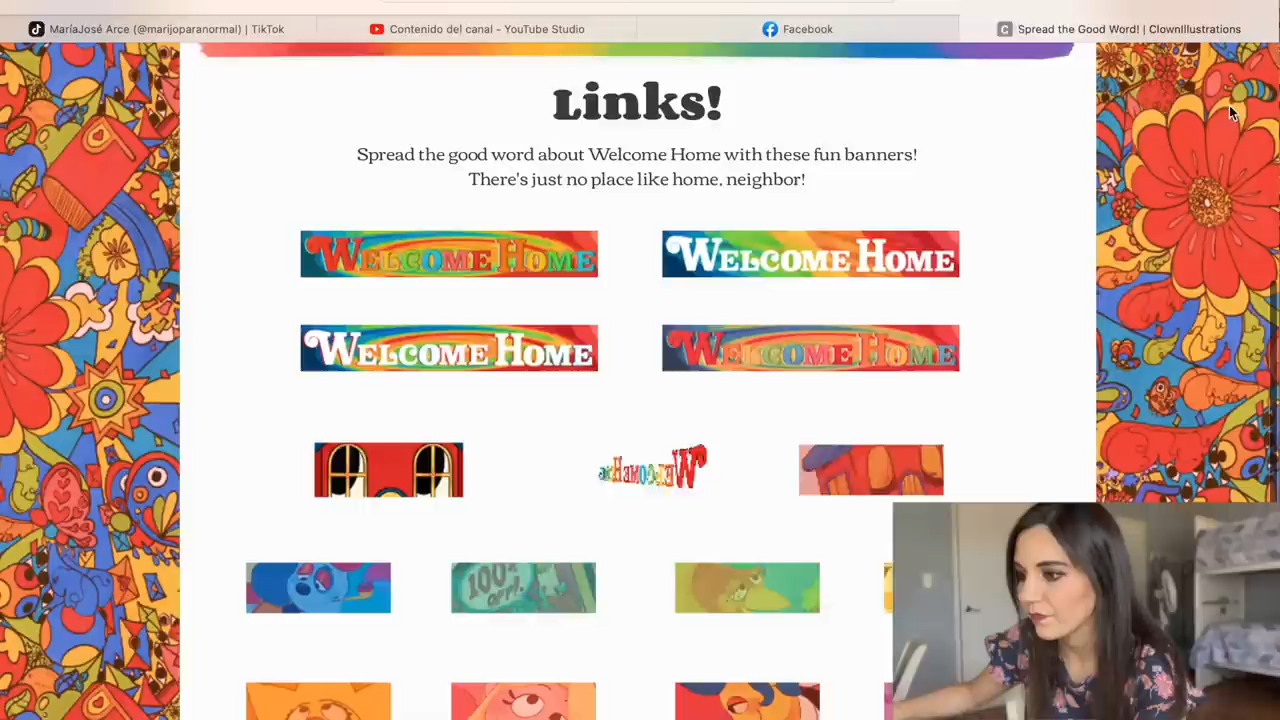 MaríaJosé Arce (@marijoparanormal) | TikTok
Contenido del canal - YouTube Studio
Facebook
C
Spread the Good Word! | ClownIllustrations
Links!
Spread the good word about Welcome Home with these fun banners!
There's just no place like home, neighbor!
WELCOME HOME
WELCOME HOME
WELCOME HOME
WELCOME HOME
WELCOME HOME
100%